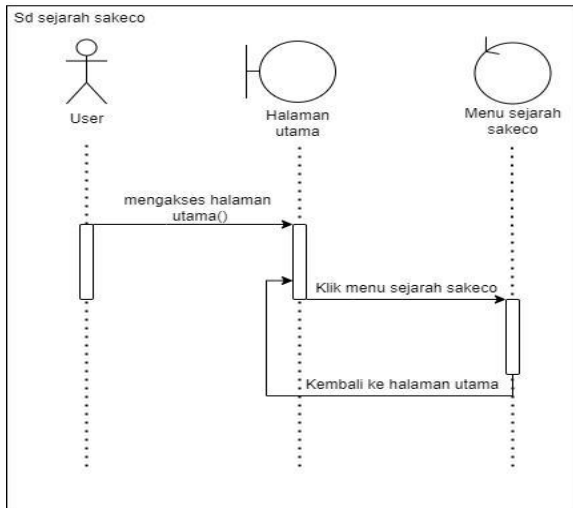 Sd sejarah sakeco
User
Halaman
utama
Menu sejarah
sakeco
mengakses halaman
utama()
Klik menu sejarah sakeco
Kembali ke halaman utama